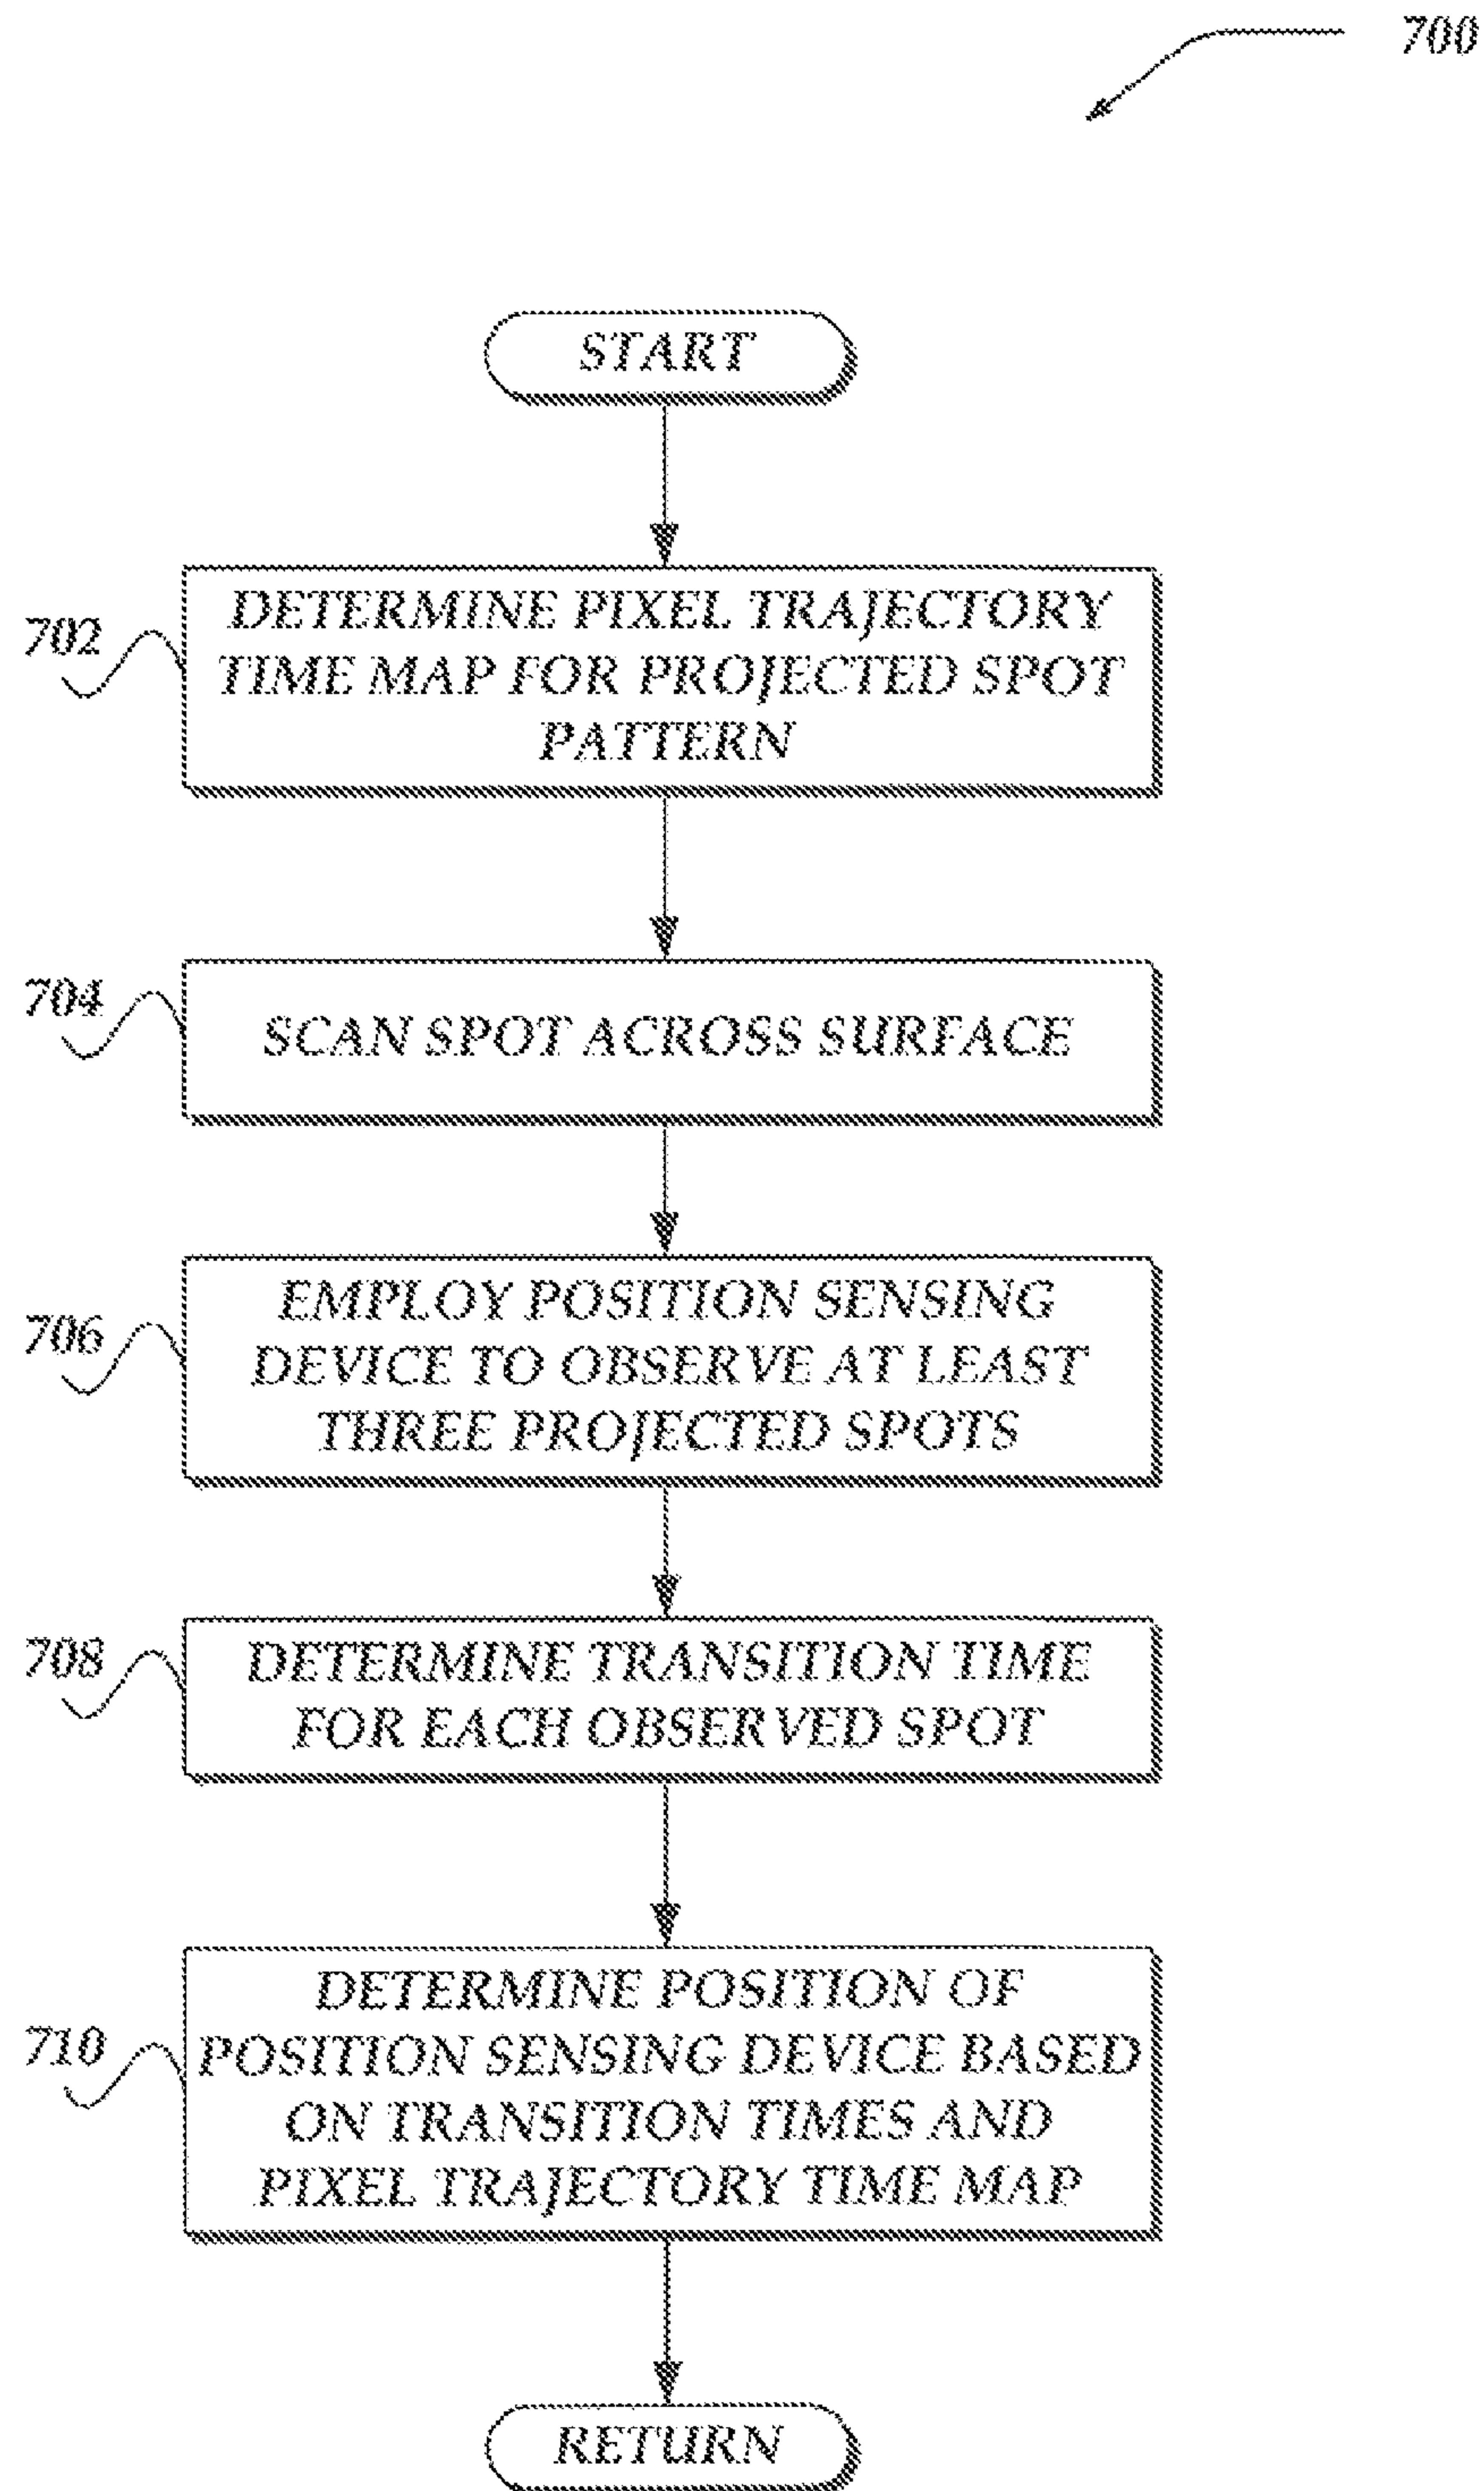 700
START
702
DETERMINE PIXEL TRAJECTORY
TIME MAP FOR PROJECTED SPOT
PATTERN
704
SCAN SPOT ACROSS SURFACE
706
EMPLOY POSITION SENSING
DEVICE TO OBSERVE AT LEAST
THREE PROJECTED SPOTS
708
DETERMINE TRANSITION TIME
FOR EACH OBSERVED SPOT
710
DETERMINE POSITION OF
POSITION SENSING DEVICE BASED
ON TRANSITION TIMES AND
PIXEL TRAJECTORY TIME MAP
RETURN